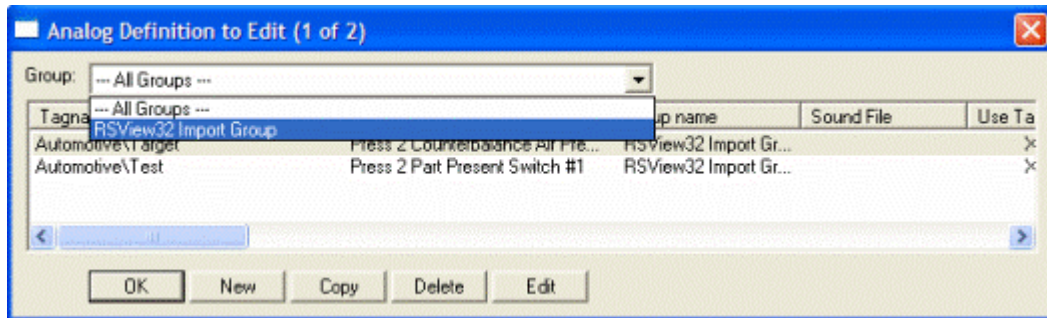 Analog Definition to Edit (1 of 2)
Group: --- All Groups ---
--- All Groups ---
RSView32 Import Group
Tagna up name Sound File Use Ta
Automotive\Target Press 2 Counterbalance Air Pre... RSView32 Import Gr...
Automotive\Test Press 2 Part Present Switch #1 RSView32 Import Gr...
OK New Copy Delete Edit